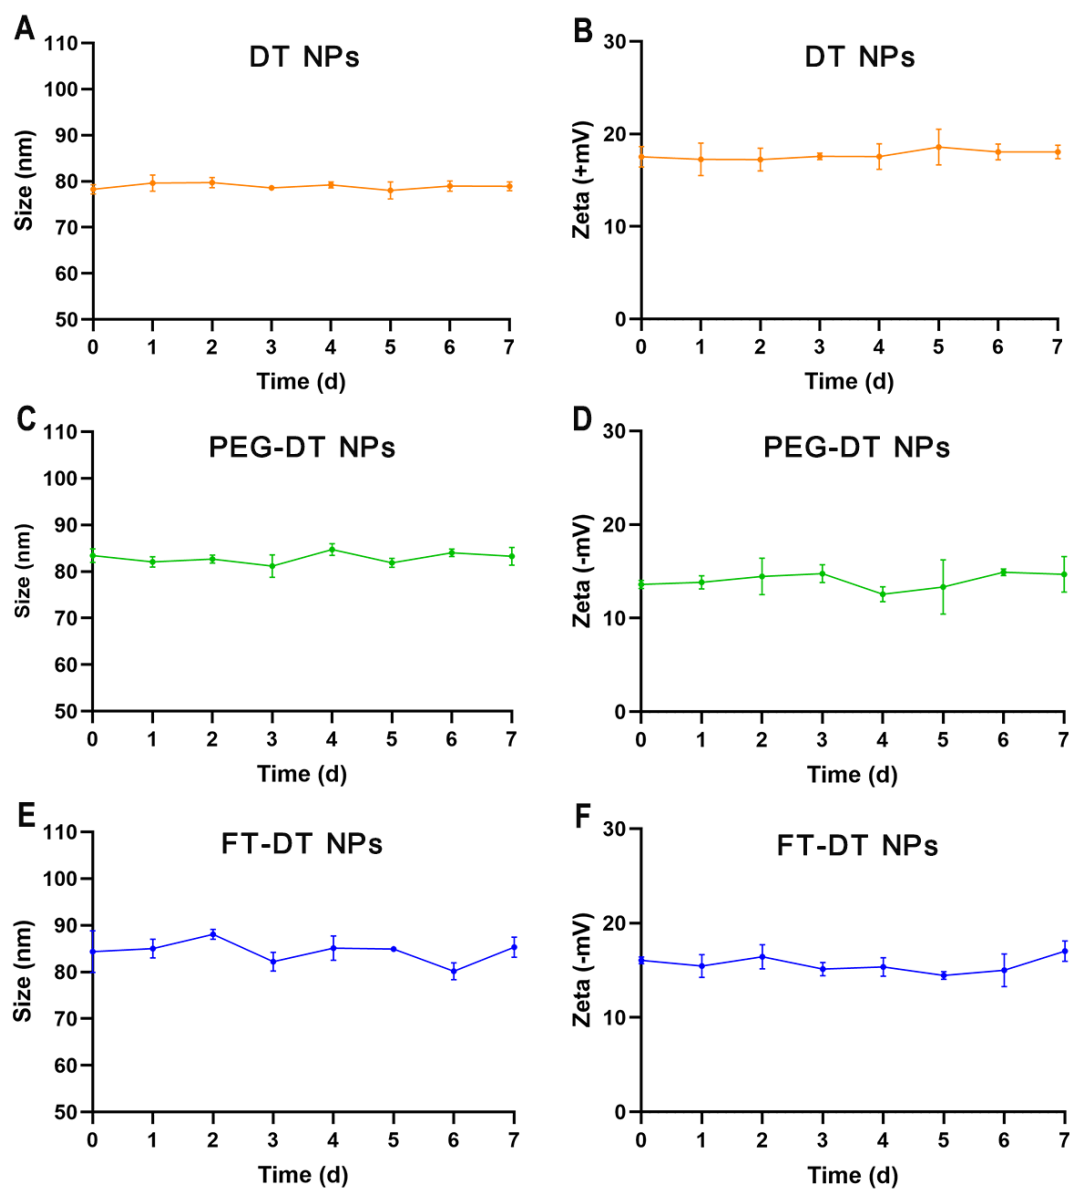 A
DT NPs
Size (nm)
110
100
90
80
70
60
50
0 1 2 3 4 5 6 7
Time (d)
B
DT NPs
Zeta (+mV)
30
20
10
0
0 1 2 3 4 5 6 7
Time (d)
C
PEG-DT NPs
Size (nm)
110
100
90
80
70
60
50
0 1 2 3 4 5 6 7
Time (d)
D
PEG-DT NPs
Zeta (-mV)
30
20
10
0
0 1 2 3 4 5 6 7
Time (d)
E
FT-DT NPs
Size (nm)
110
100
90
80
70
60
50
0 1 2 3 4 5 6 7
Time (d)
F
FT-DT NPs
Zeta (-mV)
30
20
10
0
0 1 2 3 4 5 6 7
Time (d)